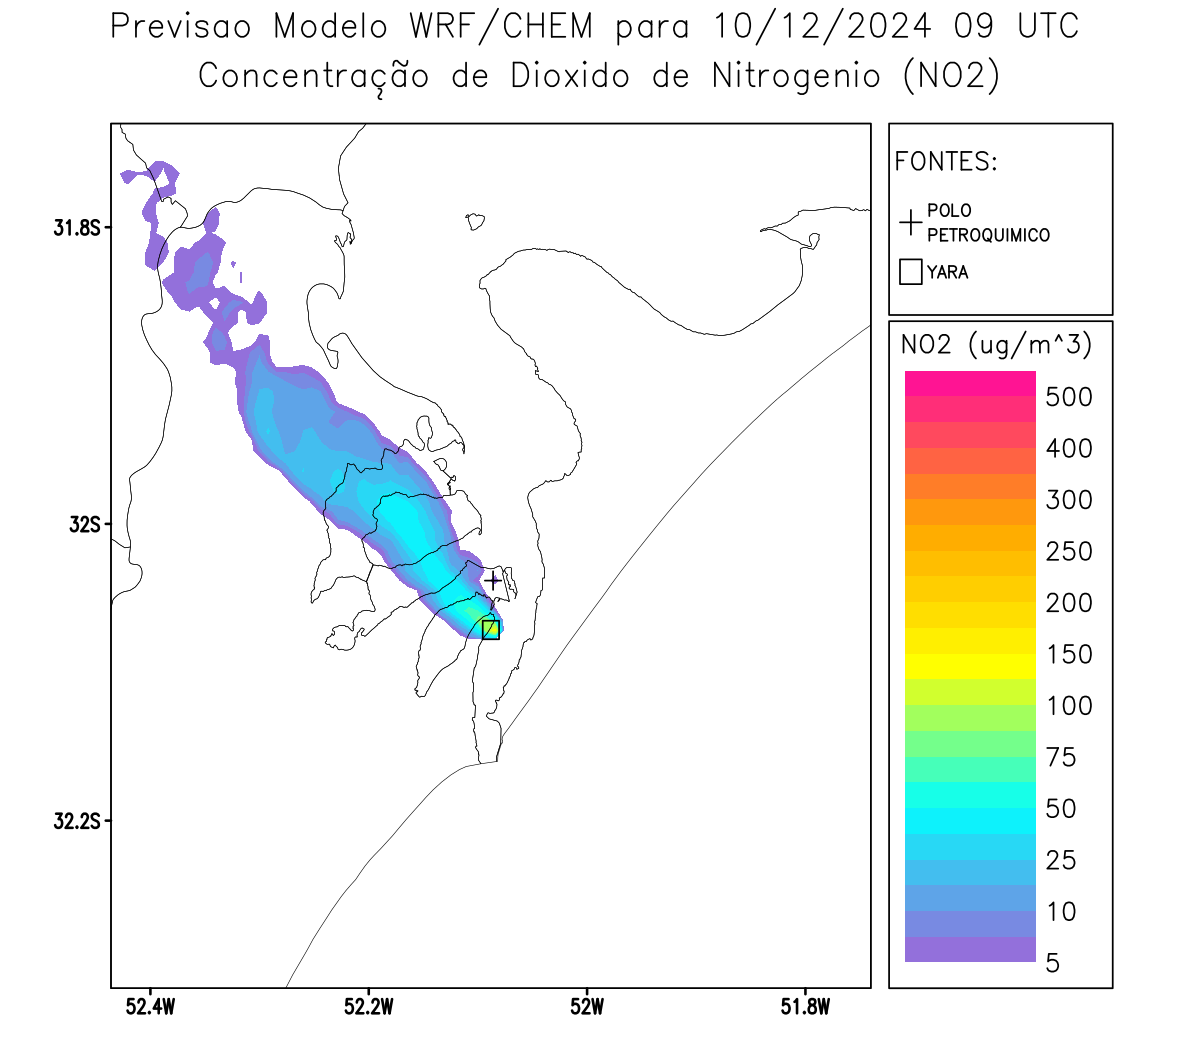 Previsao Modelo WRF/CHEM para 10/12/2024 09 UTC
Concentração de Dioxido de Nitrogenio (NO2)
FONTES:
POLO
PETROQUIMICO
YARA
31.8S
32S
32.2S
52.4W
52.2W
52W
51.8W
NO2 (ug/m^3)
500
400
300
250
200
150
100
75
50
25
10
5